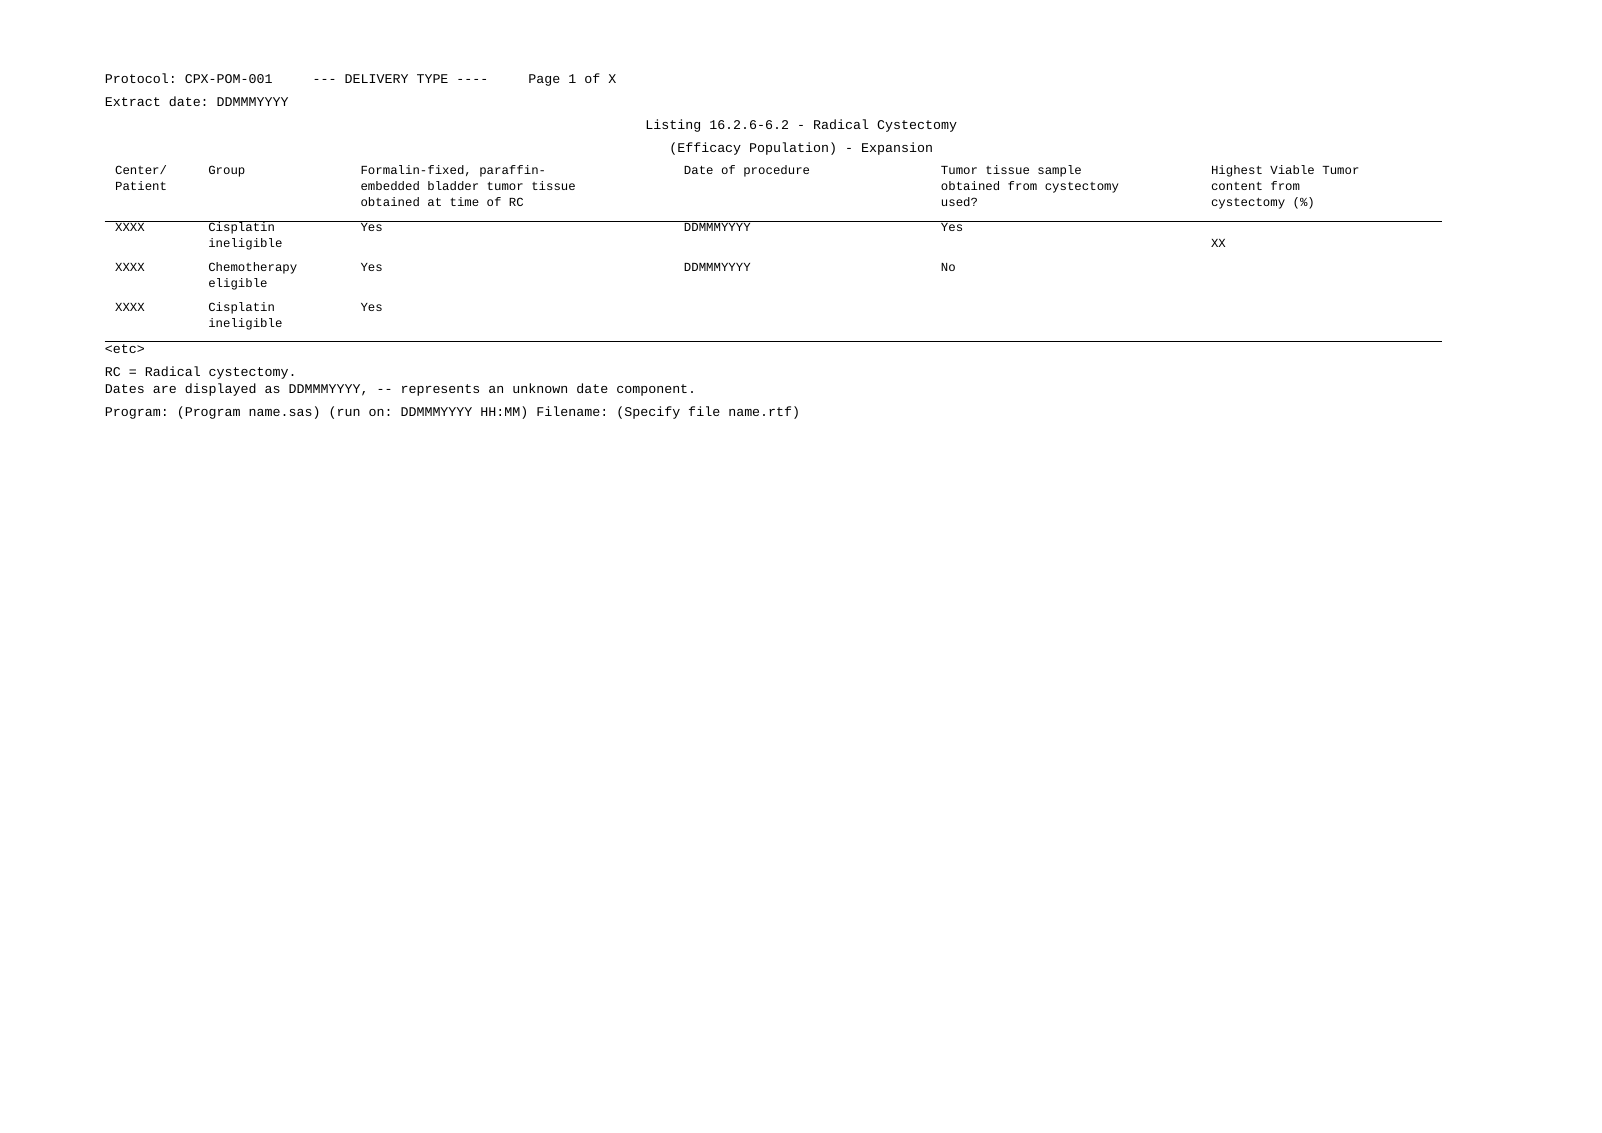 Protocol: CPX-POM-001     --- DELIVERY TYPE ----     Page 1 of X
Extract date: DDMMMYYYY
Listing 16.2.6-6.2 - Radical Cystectomy
(Efficacy Population) - Expansion
Center/ Group Formalin-fixed, paraffin- Date of procedure Tumor tissue sample Highest Viable Tumor
Patient embedded bladder tumor tissue obtained from cystectomy content from
obtained at time of RC used? cystectomy (%)
XXXX Cisplatin Yes DDMMMYYYY Yes
ineligible XX
XXXX Chemotherapy Yes DDMMMYYYY No
eligible
XXXX Cisplatin Yes
ineligible
<etc>
RC = Radical cystectomy.
Dates are displayed as DDMMMYYYY, -- represents an unknown date component.
Program: (Program name.sas) (run on: DDMMMYYYY HH:MM) Filename: (Specify file name.rtf)